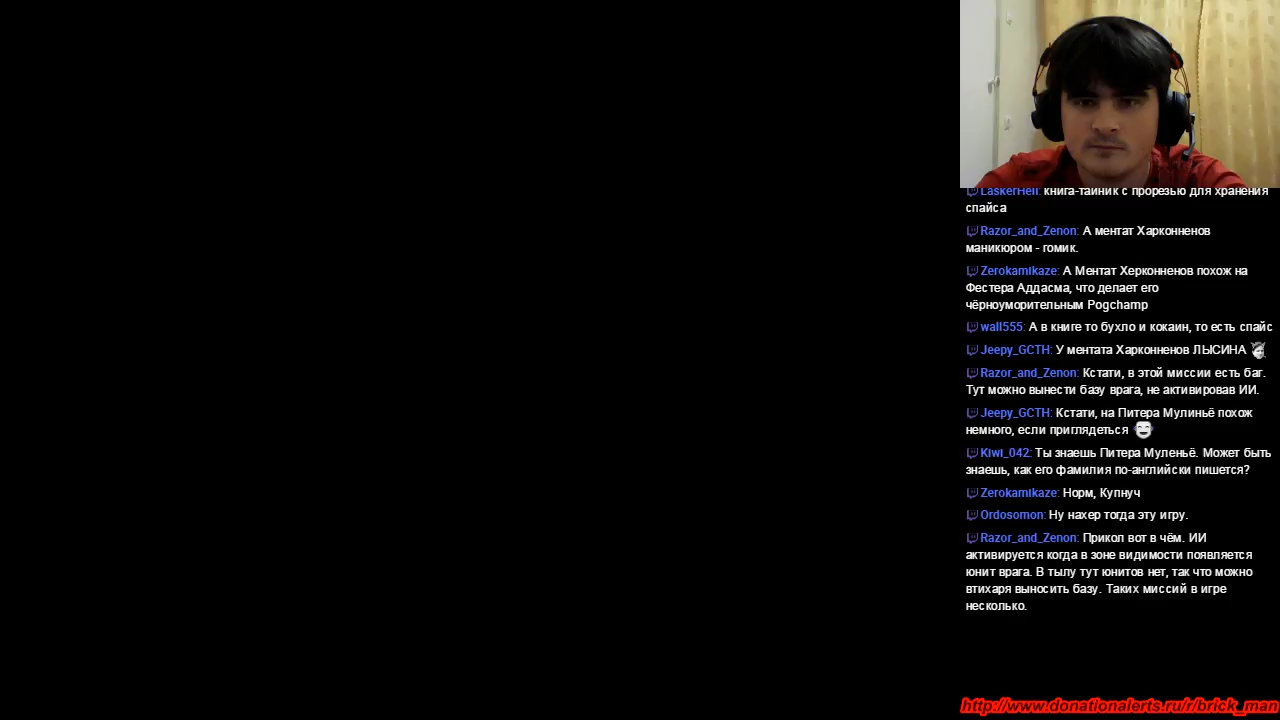 LaskerHell: книга-тайник с прорезью для хранения
спайса
Razor_and_Zenon: А ментат Харконненов
маникюром - гомик.
Zerokamikaze: А Ментат Херконненов похож на
Фестера Аддасма, что делает его
чёрноуморительным Pogchamp
wall555: А в книге то бухло и кокаин, то есть спайс
Jeepy_GCTH: У ментата Харконненов ЛЫСИНА
Razor_and_Zenon: Кстати, в этой миссии есть баг.
Тут можно вынести базу врага, не активировав ИИ.
Jeepy_GCTH: Кстати, на Питера Мулиньё похож
немного, если приглядеться
Kiwi_042: Ты знаешь Питера Муленьё. Может быть
знаешь, как его фамилия по-английски пишется?
Zerokamikaze: Норм, Купнуч
Ordosomon: Ну нахер тогда эту игру.
Razor_and_Zenon: Прикол вот в чём. ИИ
активируется когда в зоне видимости появляется
юнит врага. В тылу тут юнитов нет, так что можно
втихаря выносить базу. Таких миссий в игре
несколько.
http://www.donationalerts.ru/r/brick_man